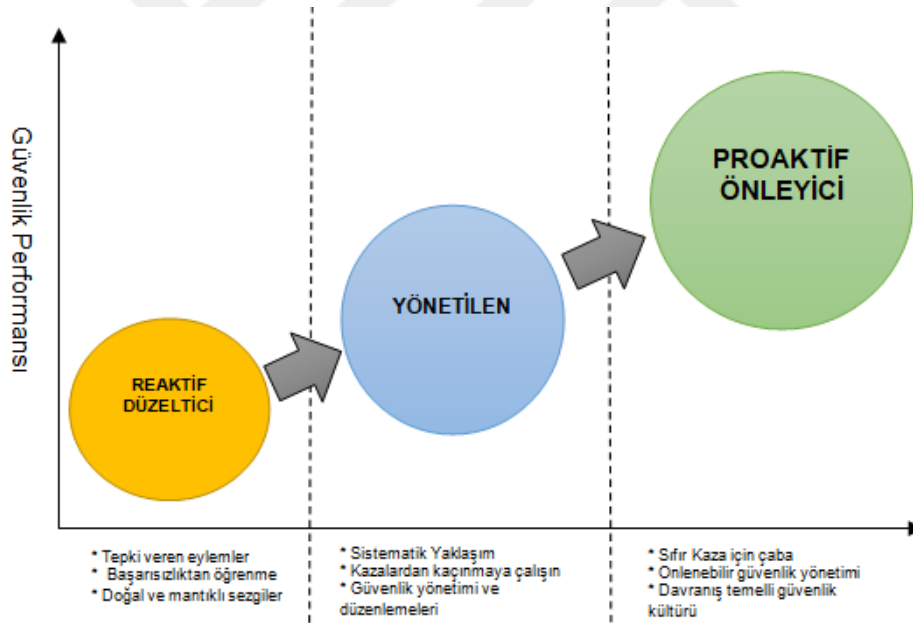 Güvenlik Performansı
REAKTİF
DÜZELTİCİ
YÖNETİLEN
PROAKTİF
ÖNLEYİCİ
* Tepki veren eylemler
* Başarısızlıktan öğrenme
* Doğal ve mantıklı sezgiler
* Sistematik Yaklaşım
* Kazalardan kaçınmaya çalışın
* Güvenlik yönetimi ve
düzenlemeleri
* Sıfır Kaza için çaba
* Onlenebilir güvenlik yönetimi
* Davranış temelli güvenlik
kültürü